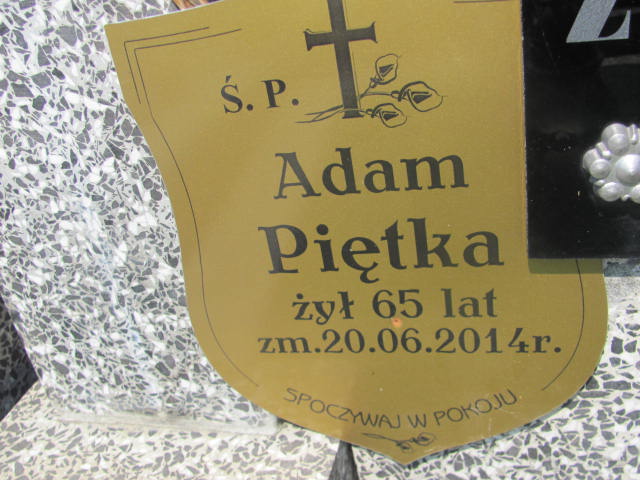 Ś. P.
Adam
Piętka
żył 65 lat
zm.20.06.2014r.
SPOCZYWAJ W POKOJU